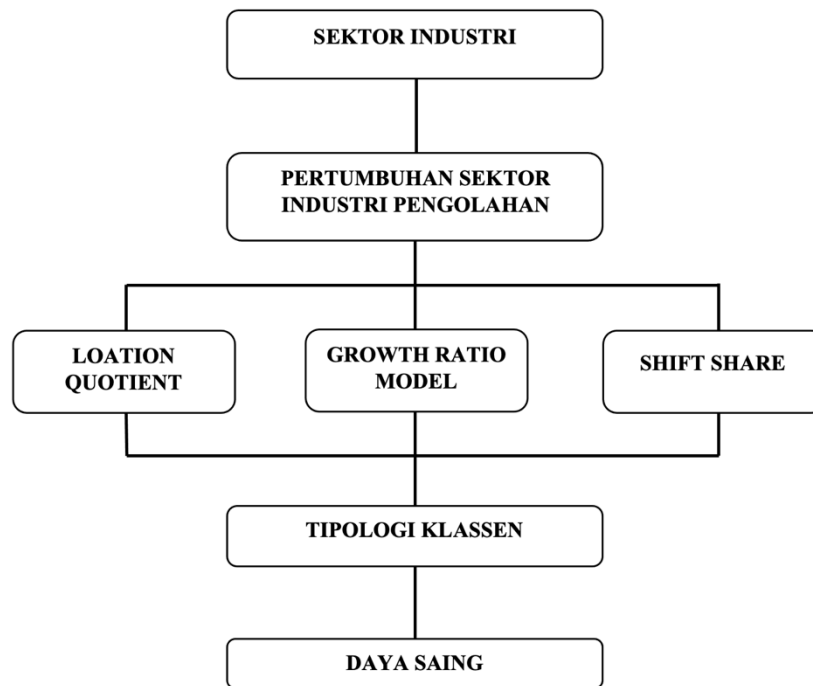 SEKTOR INDUSTRI
PERTUMBUHAN SEKTOR
INDUSTRI PENGOLAHAN
LOATION
QUOTIENT
GROWTH RATIO
MODEL
SHIFT SHARE
TIPOLOGI KLASSEN
DAYA SAING